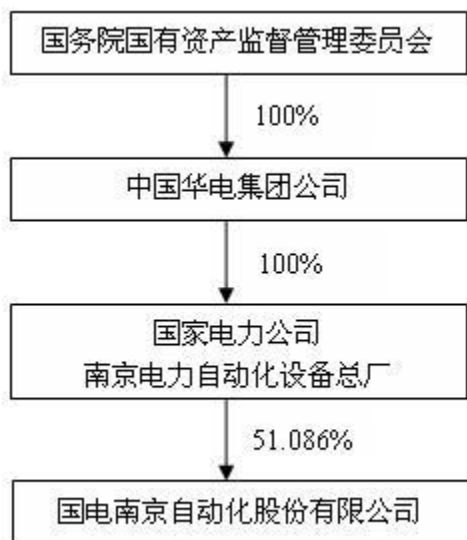 国务院国有资产监督管理委员会
100%
中国华电集团公司
100%
国家电力公司
南京电力自动化设备总厂
51.086%
国电南京自动化股份有限公司